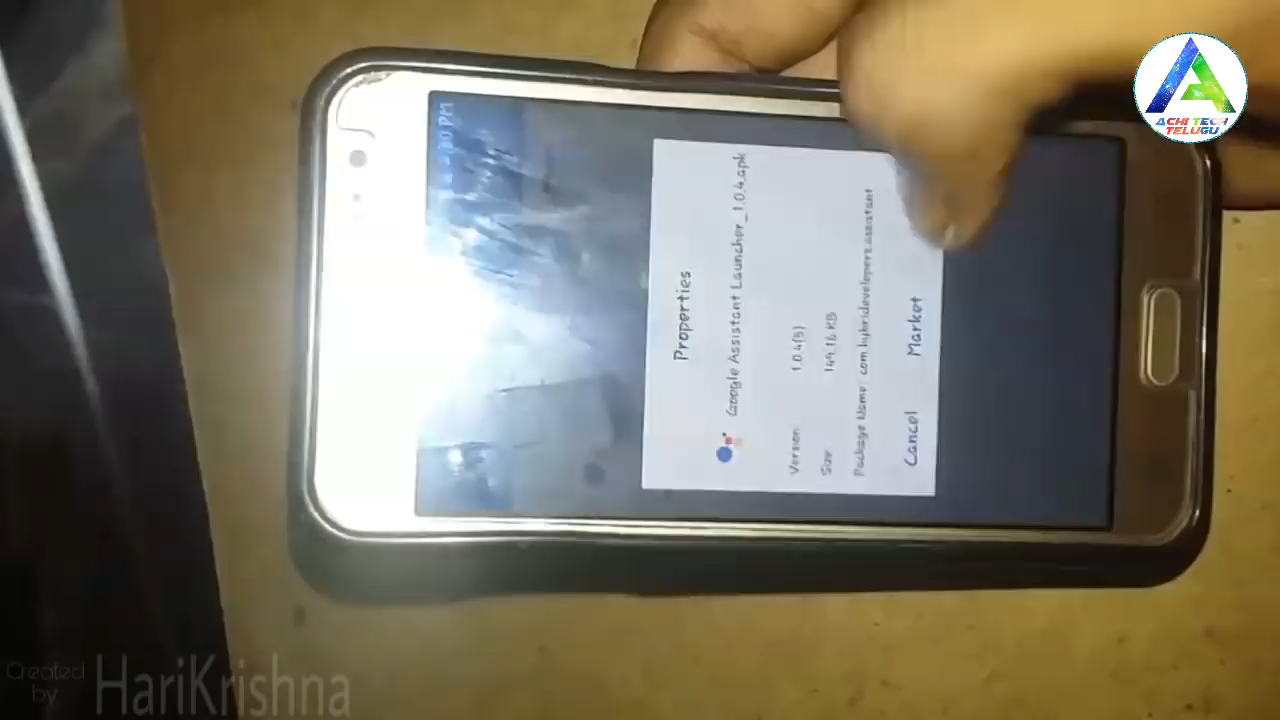 ACHI TECH
TELUGU
Properties
Google Assistant Launcher_1.0.4.apk
Version 1.0.4(5)
Size 149.16 KB
Package Name com.hybridevelopers.assistant
Cancel Market
Created
by
HariKrishna